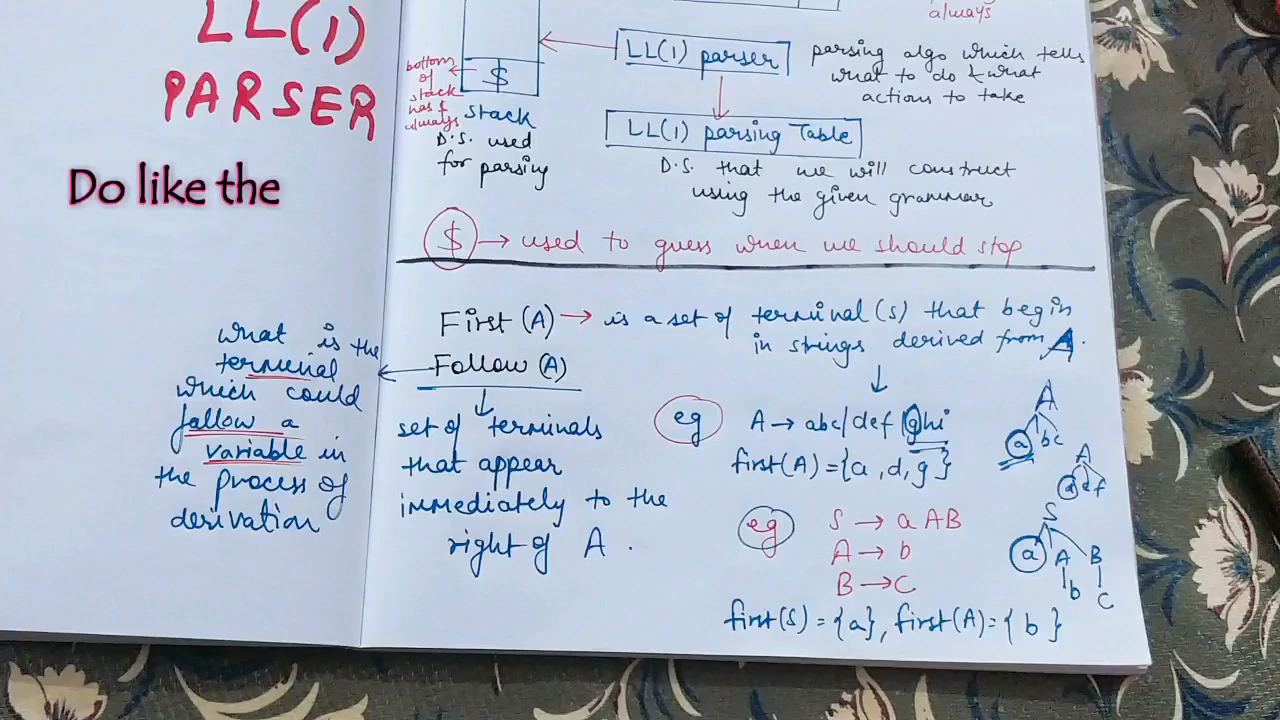 LL(1)
PARSER
Do like the
always
bottom
of
stack
has $
always
$
stack
D.S. used
for parsing
LL(1) parser
parsing algo which tells
what to do & what
actions to take
LL(1) parsing Table
D.S. that we will construct
using the given grammar
$ → used to guess when we should stop
First (A) → is a set of terminal(s) that begin
in strings derived from A.
Follow (A)
what is the
terminal
which could
follow a
variable in
the process of
derivation
set of terminals
that appear
immediately to the
right of A .
eg A → abc/def ghi
first(A) = {a, d, g}
A
a bc
A
d e f
eg S → a A B
A → b
B → C
S
a A B
b C
first(S) = {a}, first(A) = { b }